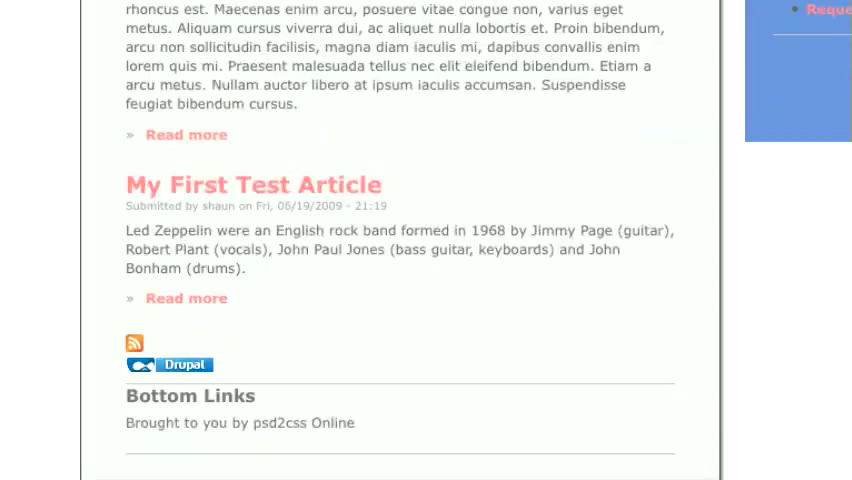 rhoncus est. Maecenas enim arcu, posuere vitae congue non, varius eget
metus. Aliquam cursus viverra dui, ac aliquet nulla lobortis et. Proin bibendum,
arcu non sollicitudin facilisis, magna diam iaculis mi, dapibus convallis enim
lorem quis mi. Praesent malesuada tellus nec elit eleifend bibendum. Etiam a
arcu metus. Nullam auctor libero at ipsum iaculis accumsan. Suspendisse
feugiat bibendum cursus.
» Read more
My First Test Article
Submitted by shaun on Fri, 06/19/2009 - 21:19
Led Zeppelin were an English rock band formed in 1968 by Jimmy Page (guitar),
Robert Plant (vocals), John Paul Jones (bass guitar, keyboards) and John
Bonham (drums).
» Read more
Drupal
Bottom Links
Brought to you by psd2css Online